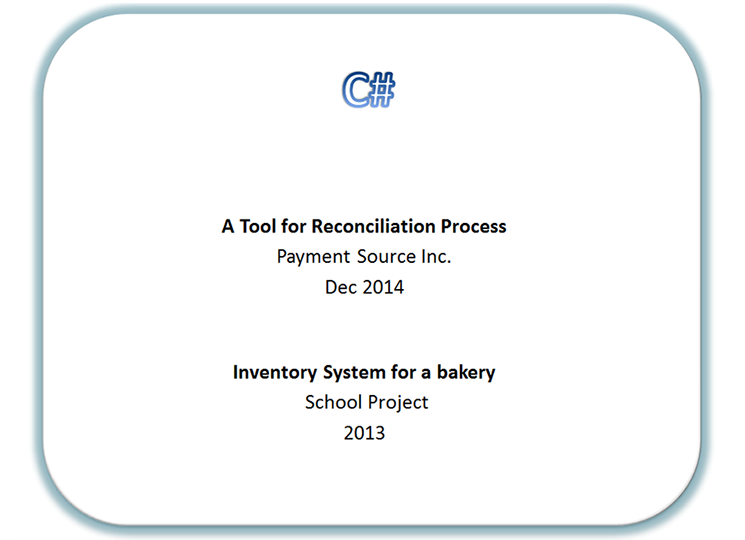 C#
A Tool for Reconciliation Process
Payment Source Inc.
Dec 2014
Inventory System for a bakery
School Project
2013